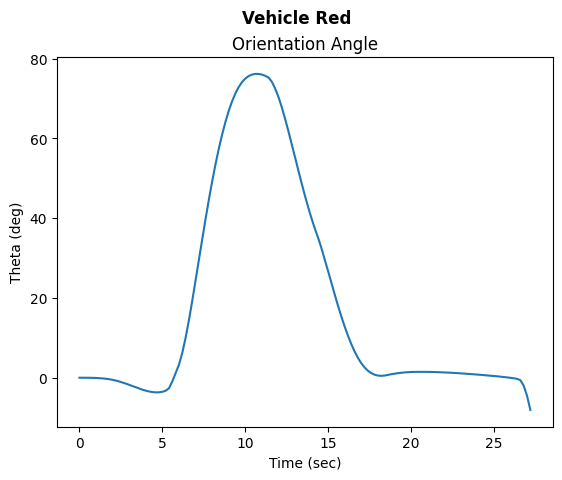 Vehicle Red
Orientation Angle
80
60
40
20
0
Theta (deg)
0 5 10 15 20 25
Time (sec)